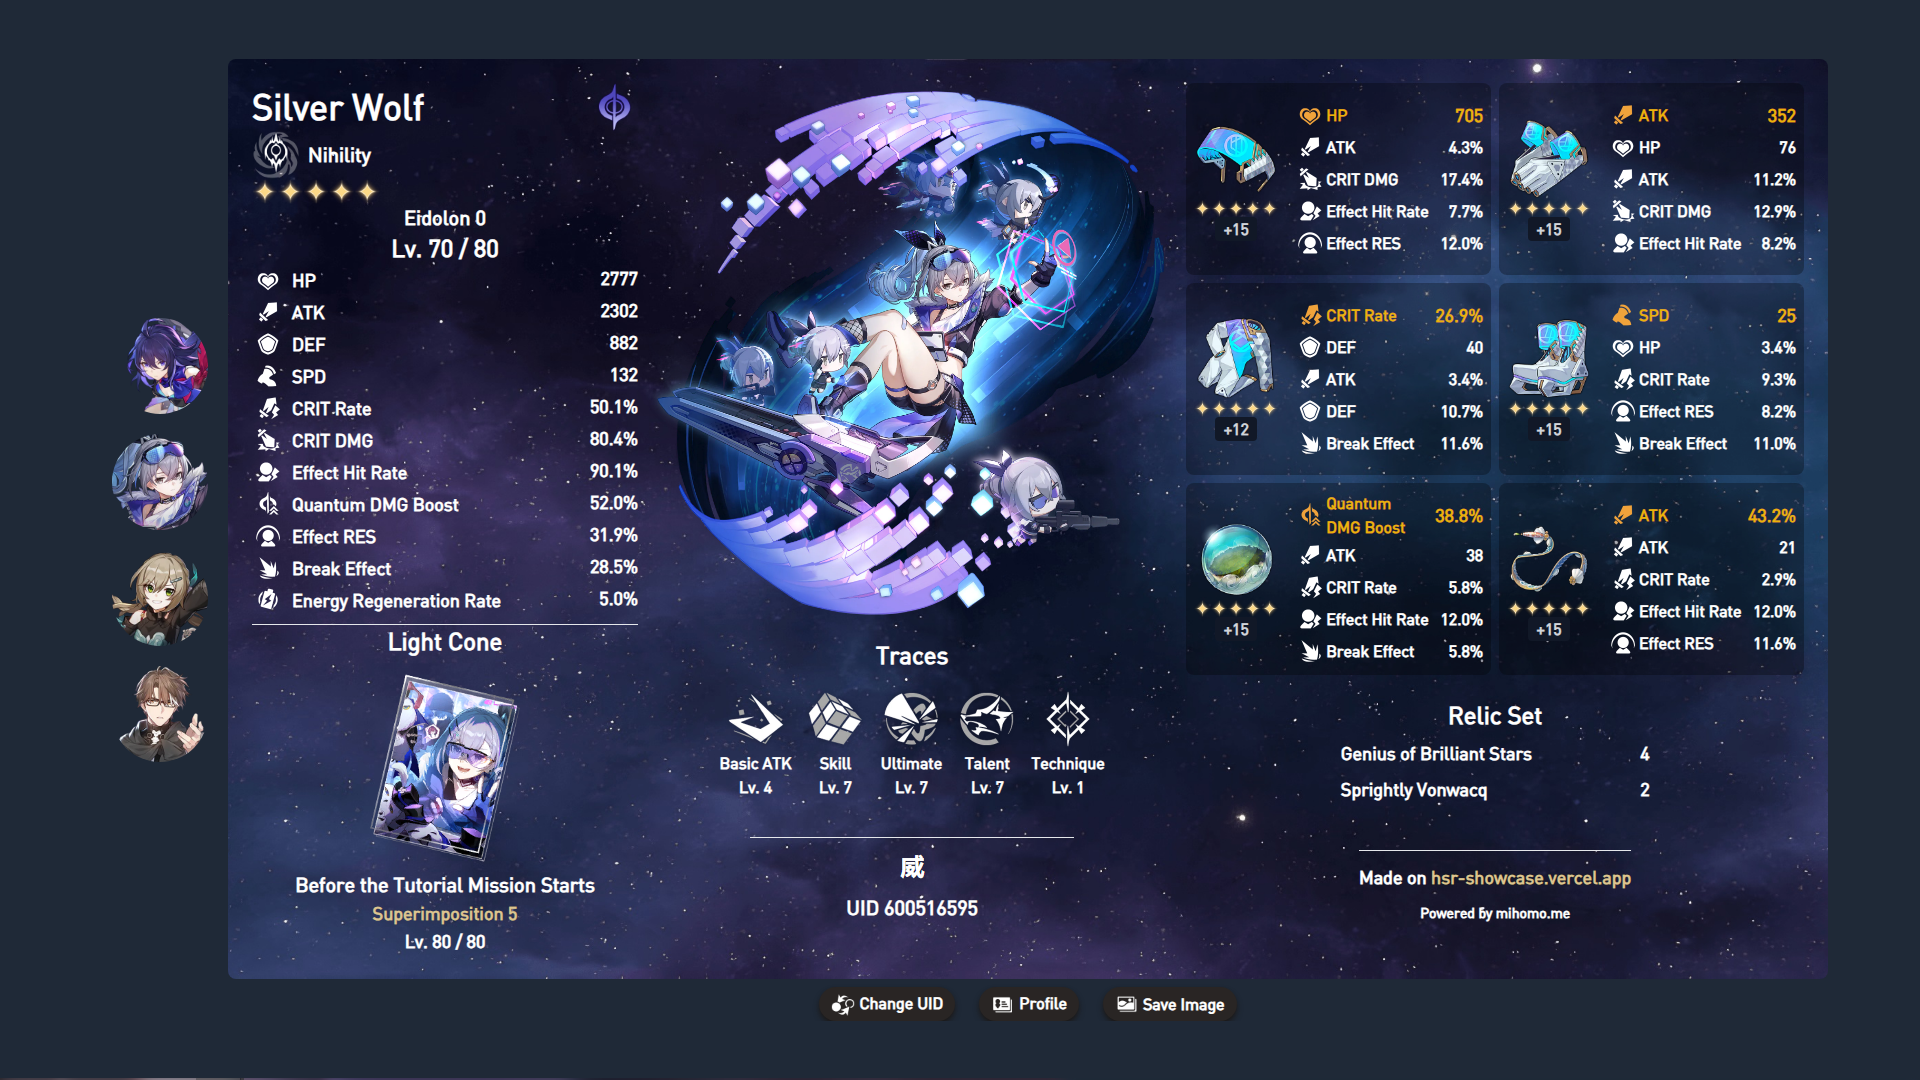 Silver Wolf
Nihility
Eidolon 0
Lv. 70 / 80
HP 2777
ATK 2302
DEF 882
SPD 132
CRIT Rate 50.1%
CRIT DMG 80.4%
Effect Hit Rate 90.1%
Quantum DMG Boost 52.0%
Effect RES 31.9%
Break Effect 28.5%
Energy Regeneration Rate 5.0%
Light Cone
Before the Tutorial Mission Starts
Superimposition 5
Lv. 80 / 80
Traces
Basic ATK
Lv. 4
Skill
Lv. 7
Ultimate
Lv. 7
Talent
Lv. 7
Technique
Lv. 1
威
UID 600516595
+15
HP 705
ATK 4.3%
CRIT DMG 17.4%
Effect Hit Rate 7.7%
Effect RES 12.0%
+15
ATK 352
HP 76
ATK 11.2%
CRIT DMG 12.9%
Effect Hit Rate 8.2%
+12
CRIT Rate 26.9%
DEF 40
ATK 3.4%
DEF 10.7%
Break Effect 11.6%
+15
SPD 25
HP 3.4%
CRIT Rate 9.3%
Effect RES 8.2%
Break Effect 11.0%
+15
Quantum
DMG Boost 38.8%
ATK 38
CRIT Rate 5.8%
Effect Hit Rate 12.0%
Break Effect 5.8%
+15
ATK 43.2%
ATK 21
CRIT Rate 2.9%
Effect Hit Rate 12.0%
Effect RES 11.6%
Relic Set
Genius of Brilliant Stars 4
Sprightly Vonwacq 2
Made on hsr-showcase.vercel.app
Powered by mihomo.me
Change UID
Profile
Save Image